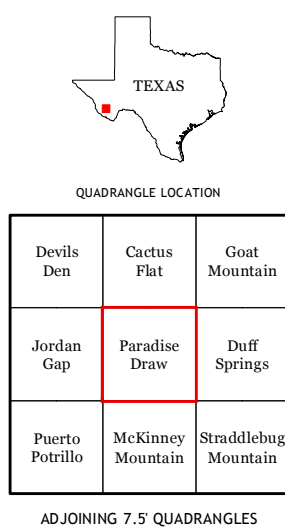 TEXAS
QUADRANGLE LOCATION
Devils
Den
Cactus
Flat
Goat
Mountain
Jordan
Gap
Paradise
Draw
Duff
Springs
Puerto
Potrillo
McKinney
Mountain
Straddlebug
Mountain
ADJOINING 7.5' QUADRANGLES